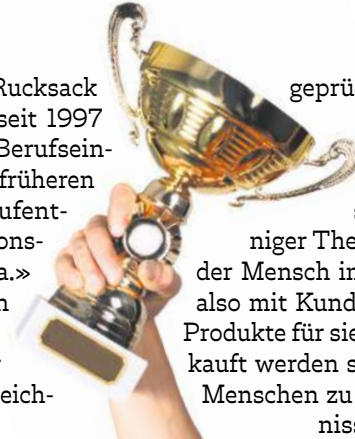 Rucksack
seit 1997
Berufsein-
früheren
ufent-
ons-
a.»
n
eich-
geprü
niger The
der Mensch in
also mit Kund
Produkte für sie
kauft werden s
Menschen zu
niss